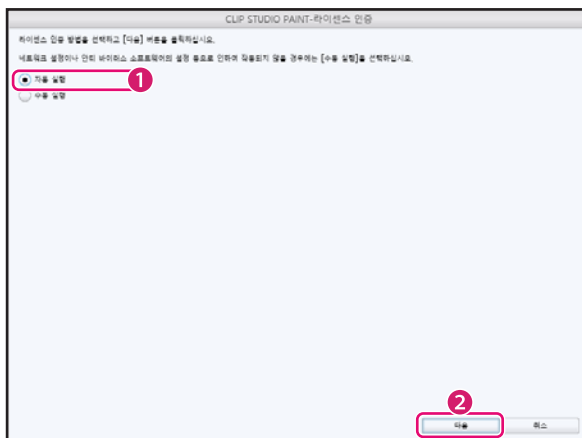 CLIP STUDIO PAINT-라이센스 인증
라이센스 인증 방법을 선택하고 [다음] 버튼을 클릭하십시오.
네트워크 설정이나 안티 바이러스 소프트웨어의 설정 등으로 인하여 작동되지 않을 경우에는 [수동 실행]을 선택하십시오.
자동 실행 1
수동 실행
2
다음 취소